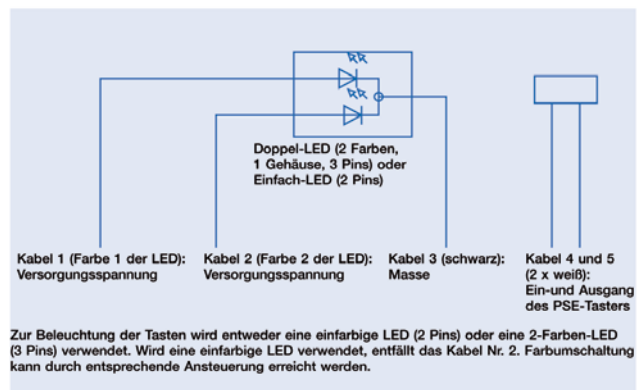 Doppel-LED (2 Farben,
1 Gehäuse, 3 Pins) oder
Einfach-LED (2 Pins)
Kabel 1 (Farbe 1 der LED):
Versorgungsspannung
Kabel 2 (Farbe 2 der LED):
Versorgungsspannung
Kabel 3 (schwarz):
Masse
Kabel 4 und 5
(2 x weiß):
Ein-und Ausgang
des PSE-Tasters
Zur Beleuchtung der Tasten wird entweder eine einfarbige LED (2 Pins) oder eine 2-Farben-LED
(3 Pins) verwendet. Wird eine einfarbige LED verwendet, entfällt das Kabel Nr. 2. Farbumschaltung
kann durch entsprechende Ansteuerung erreicht werden.